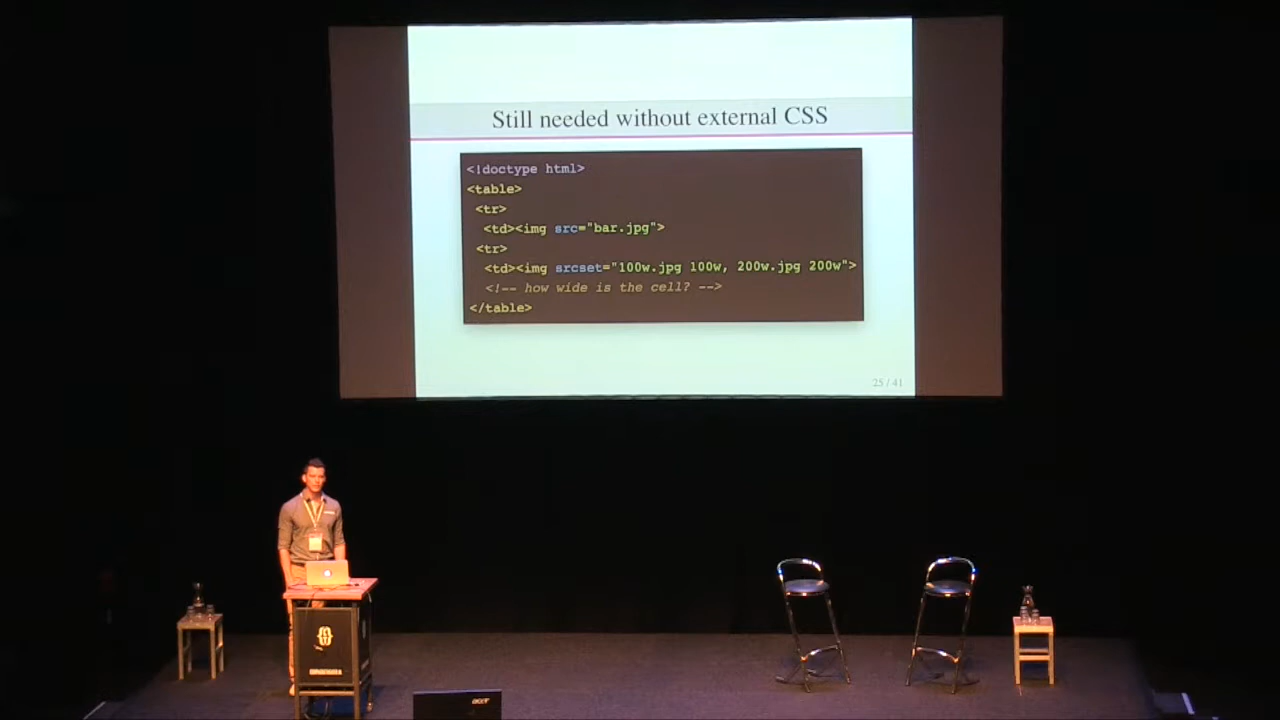 Still needed without external CSS
<!doctype html>
<table>
<tr>
<td><img src="bar.jpg">
<tr>
<td><img srcset="100w.jpg 100w, 200w.jpg 200w">
<!-- how wide is the cell? -->
</table>
25 / 41
acer